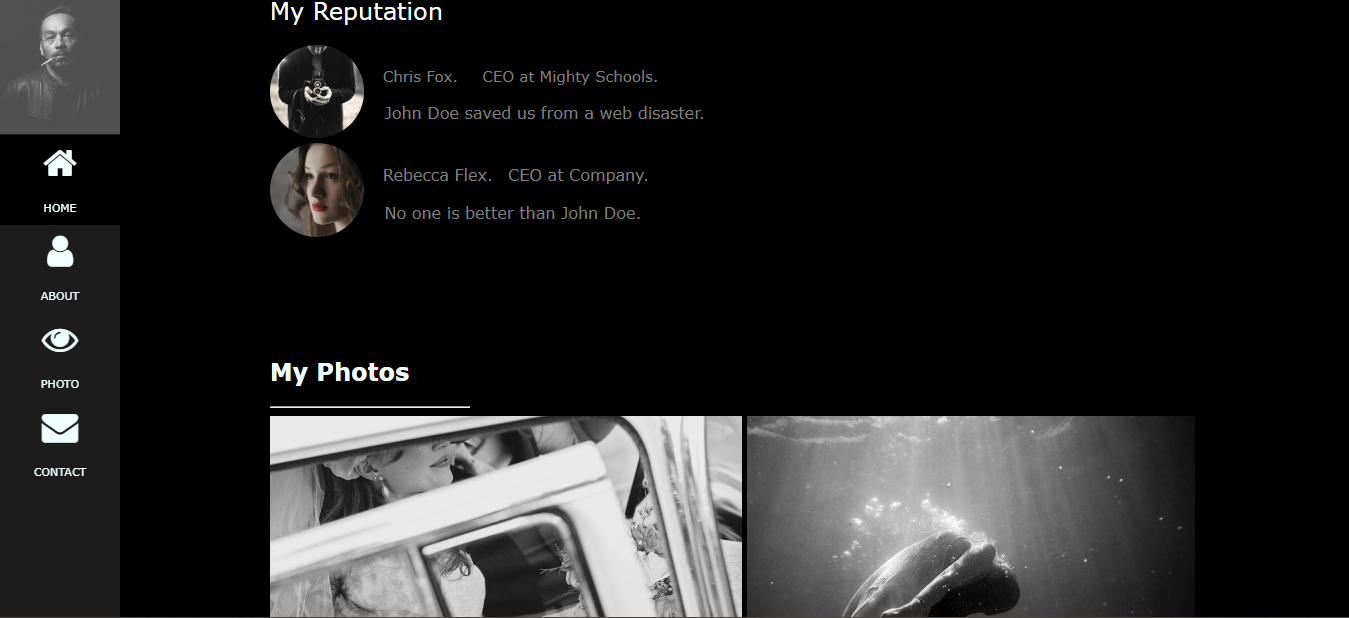 My Reputation
Chris Fox. CEO at Mighty Schools.
John Doe saved us from a web disaster.
Rebecca Flex. CEO at Company.
No one is better than John Doe.
HOME
ABOUT
PHOTO
CONTACT
My Photos